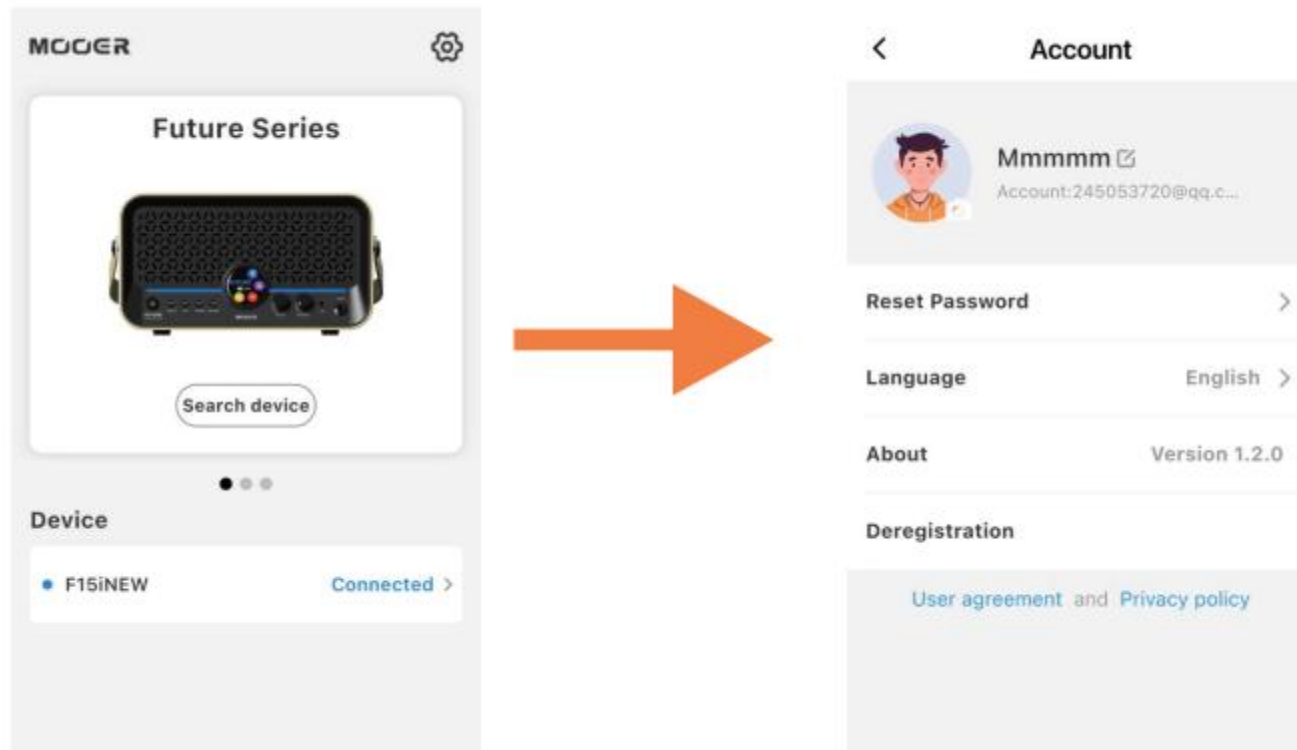 MOOER
Future Series
Search device
Device
F15iNEW Connected >
< Account
Mmmmm
Account:245053720@qq.c...
Reset Password >
Language English >
About Version 1.2.0
Deregistration
User agreement and Privacy policy